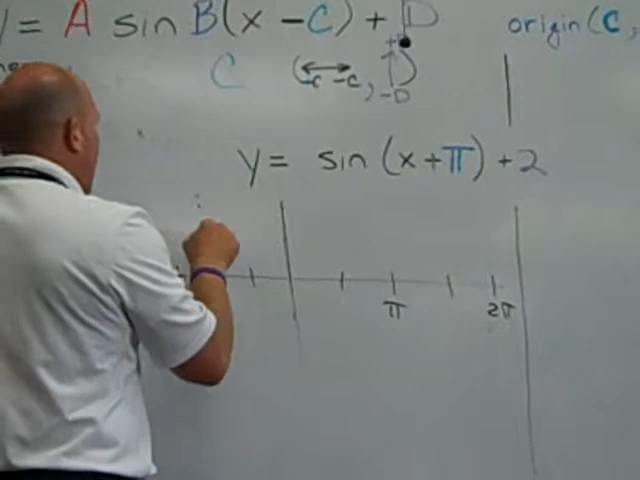 y = A sin B(x - C) + D
origin(C,
C (-c ↔ -c, +D -D
y = sin (x + π) + 2
π 2π